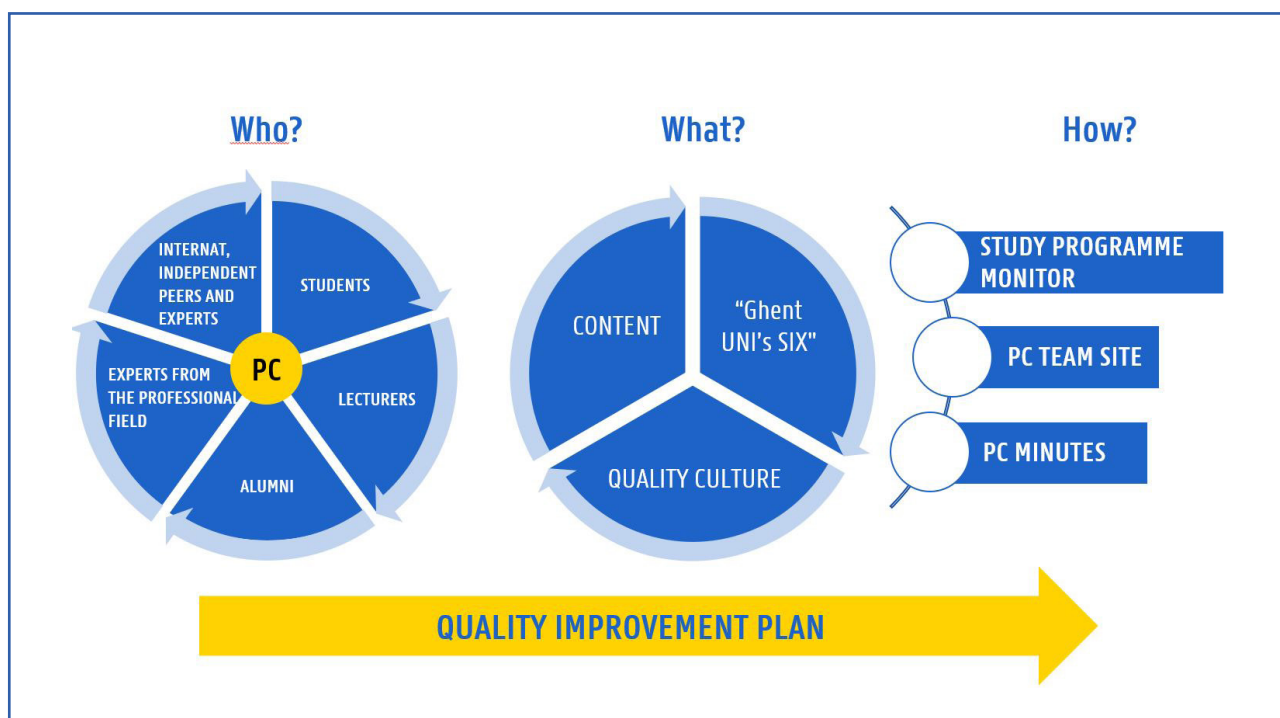 Who?
INTERNAT,
INDEPENDENT
PEERS AND
EXPERTS
STUDENTS
LECTURERS
ALUMNI
EXPERTS FROM
THE PROFESSIONAL
FIELD
PC
What?
CONTENT
“Ghent
UNI's SIX"
QUALITY CULTURE
How?
STUDY PROGRAMME
MONITOR
PC TEAM SITE
PC MINUTES
QUALITY IMPROVEMENT PLAN